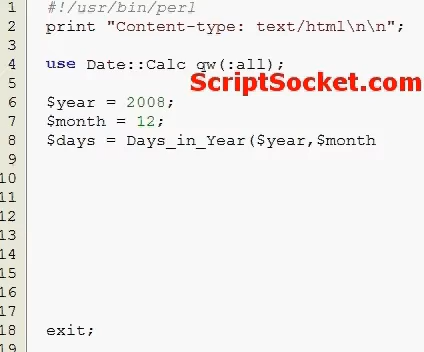 1 #!/usr/bin/perl
2 print "Content-type: text/html\n\n";
3
4 use Date::Calc qw(:all);
5
ScriptSocket.com
6 $year = 2008;
7 $month = 12;
8 $days = Days_in_Year($year,$month
9
10
11
12
13
14
15
16
17
18 exit;
19